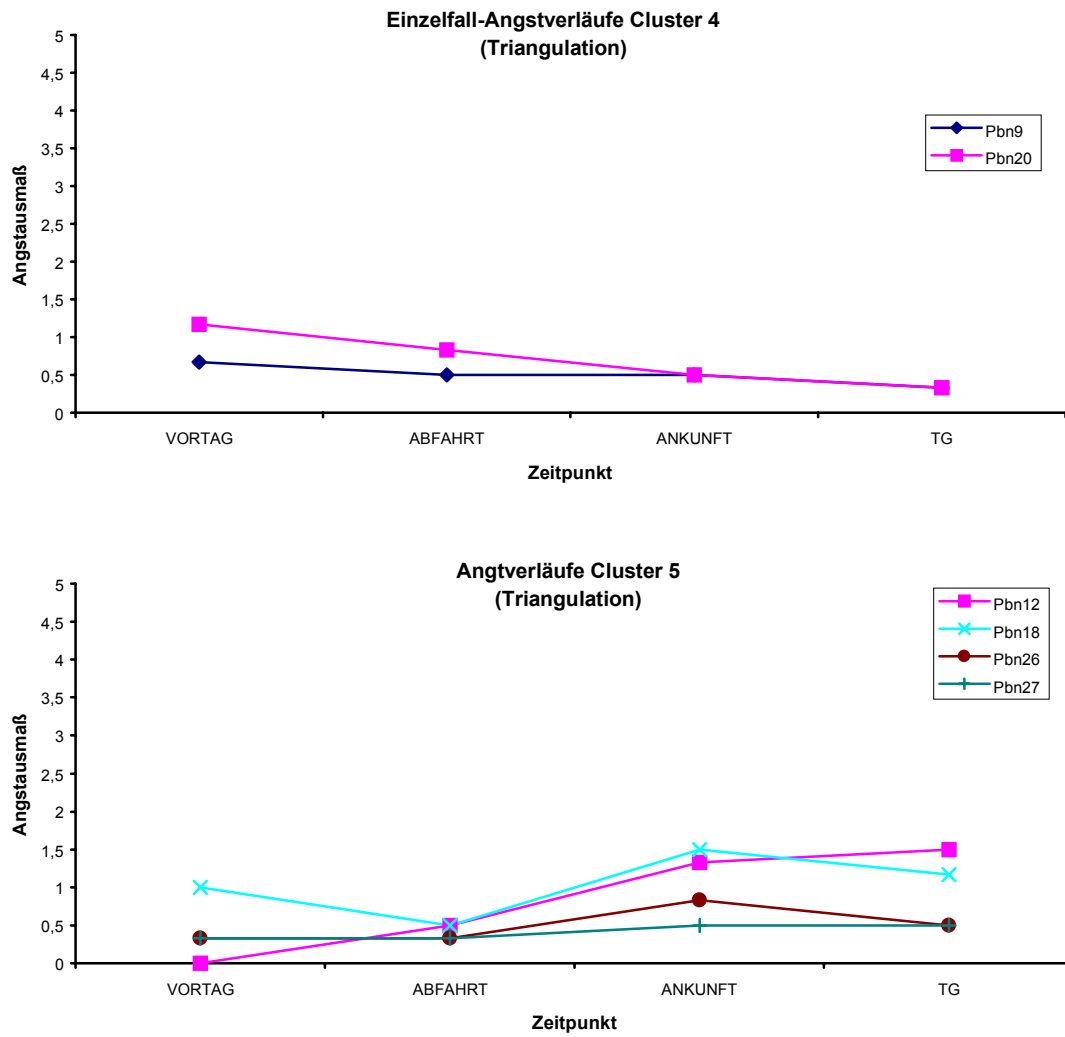 Einzelfall-Angstverläufe Cluster 4
(Triangulation)
5
4,5
4
3,5
3
2,5
2
1,5
1
0,5
0
Angstausmaß
Pbn9
Pbn20
VORTAG ABFAHRT ANKUNFT TG
Zeitpunkt
Angtverläufe Cluster 5
(Triangulation)
5
4,5
4
3,5
3
2,5
2
1,5
1
0,5
0
Angstausmaß
Pbn12
Pbn18
Pbn26
Pbn27
VORTAG ABFAHRT ANKUNFT TG
Zeitpunkt